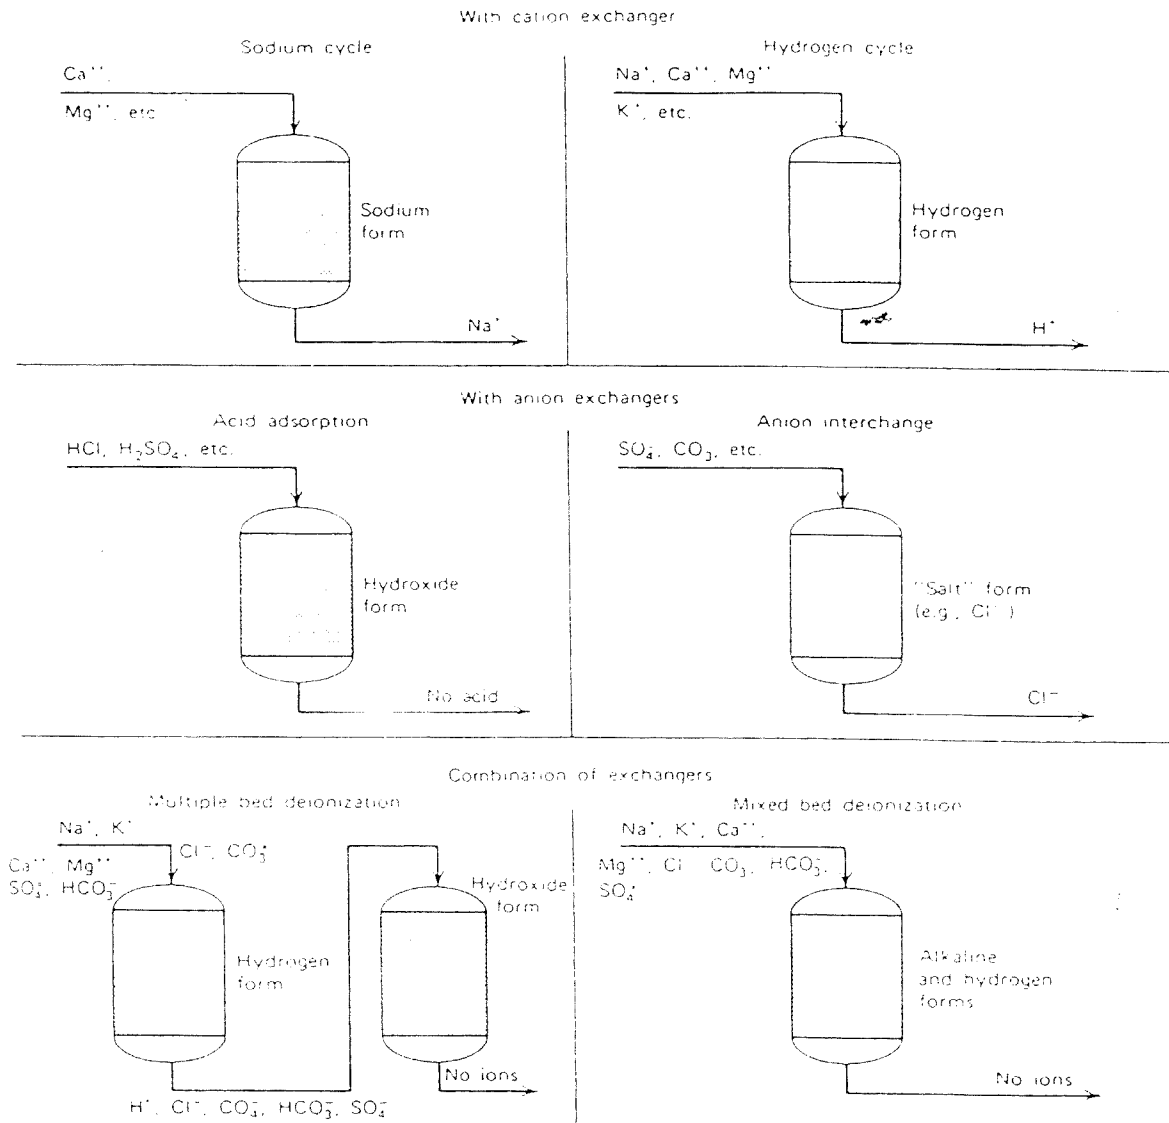 With cation exchanger
Sodium cycle
Ca⁺⁺,
Mg⁺⁺, etc
Sodium
form
Na⁺
Hydrogen cycle
Na⁺, Ca⁺⁺, Mg⁺⁺
K⁺, etc.
Hydrogen
form
H⁺
With anion exchangers
Acid adsorption
HCl, H₂SO₄, etc.
Hydroxide
form
No acid
Anion interchange
SO₄⁼, CO₃, etc.
"Salt" form
(e.g., Cl⁻)
Cl⁻
Combination of exchangers
Multiple bed deionization
Na⁺, K⁺
Cl⁻, CO₃⁼
Ca⁺⁺, Mg⁺⁺
SO₄⁼, HCO₃⁻
Hydrogen
form
H⁺, Cl⁻, CO₄⁼, HCO₃⁻, SO₄⁼
Hydroxide
form
No ions
Mixed bed deionization
Na⁺, K⁺, Ca⁺⁺,
Mg⁺⁺, Cl⁻ CO₃, HCO₃⁻,
SO₄⁼
Alkaline
and hydrogen
forms
No ions